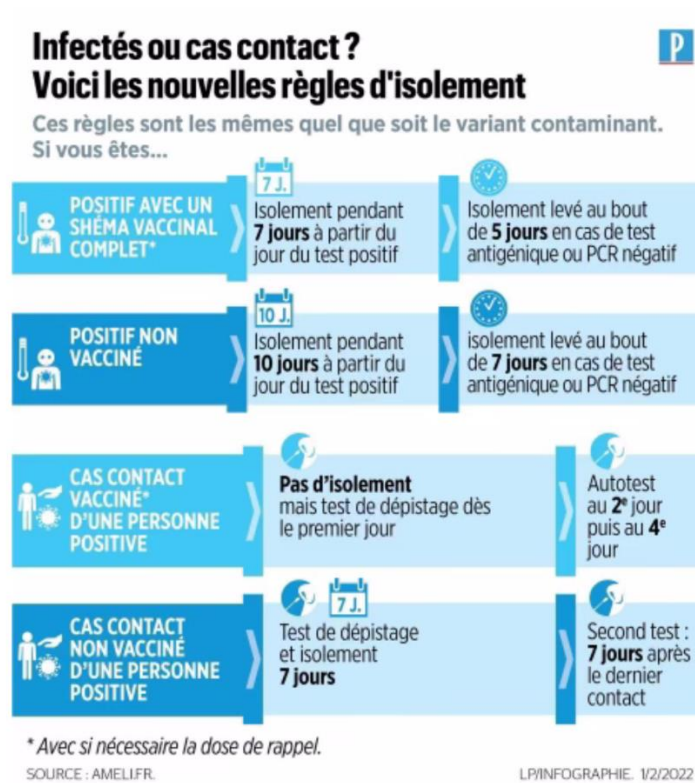 Infectés ou cas contact ?
Voici les nouvelles règles d'isolement
P
Ces règles sont les mêmes quel que soit le variant contaminant.
Si vous êtes...
POSITIF AVEC UN
SHÉMA VACCINAL
COMPLET*
7 J.
Isolement pendant
7 jours à partir du
jour du test positif
Isolement levé au bout
de 5 jours en cas de test
antigénique ou PCR négatif
POSITIF NON
VACCINÉ
10 J.
Isolement pendant
10 jours à partir du
jour du test positif
isolement levé au bout
de 7 jours en cas de test
antigénique ou PCR négatif
CAS CONTACT
VACCINÉ*
D'UNE PERSONNE
POSITIVE
Pas d'isolement
mais test de dépistage dès
le premier jour
Autotest
au 2e jour
puis au 4e
jour
CAS CONTACT
NON VACCINÉ
D'UNE PERSONNE
POSITIVE
7 J.
Test de dépistage
et isolement
7 jours
Second test :
7 jours après
le dernier
contact
* Avec si nécessaire la dose de rappel.
SOURCE : AMELI.FR.
LP/INFOGRAPHIE. 1/2/2022